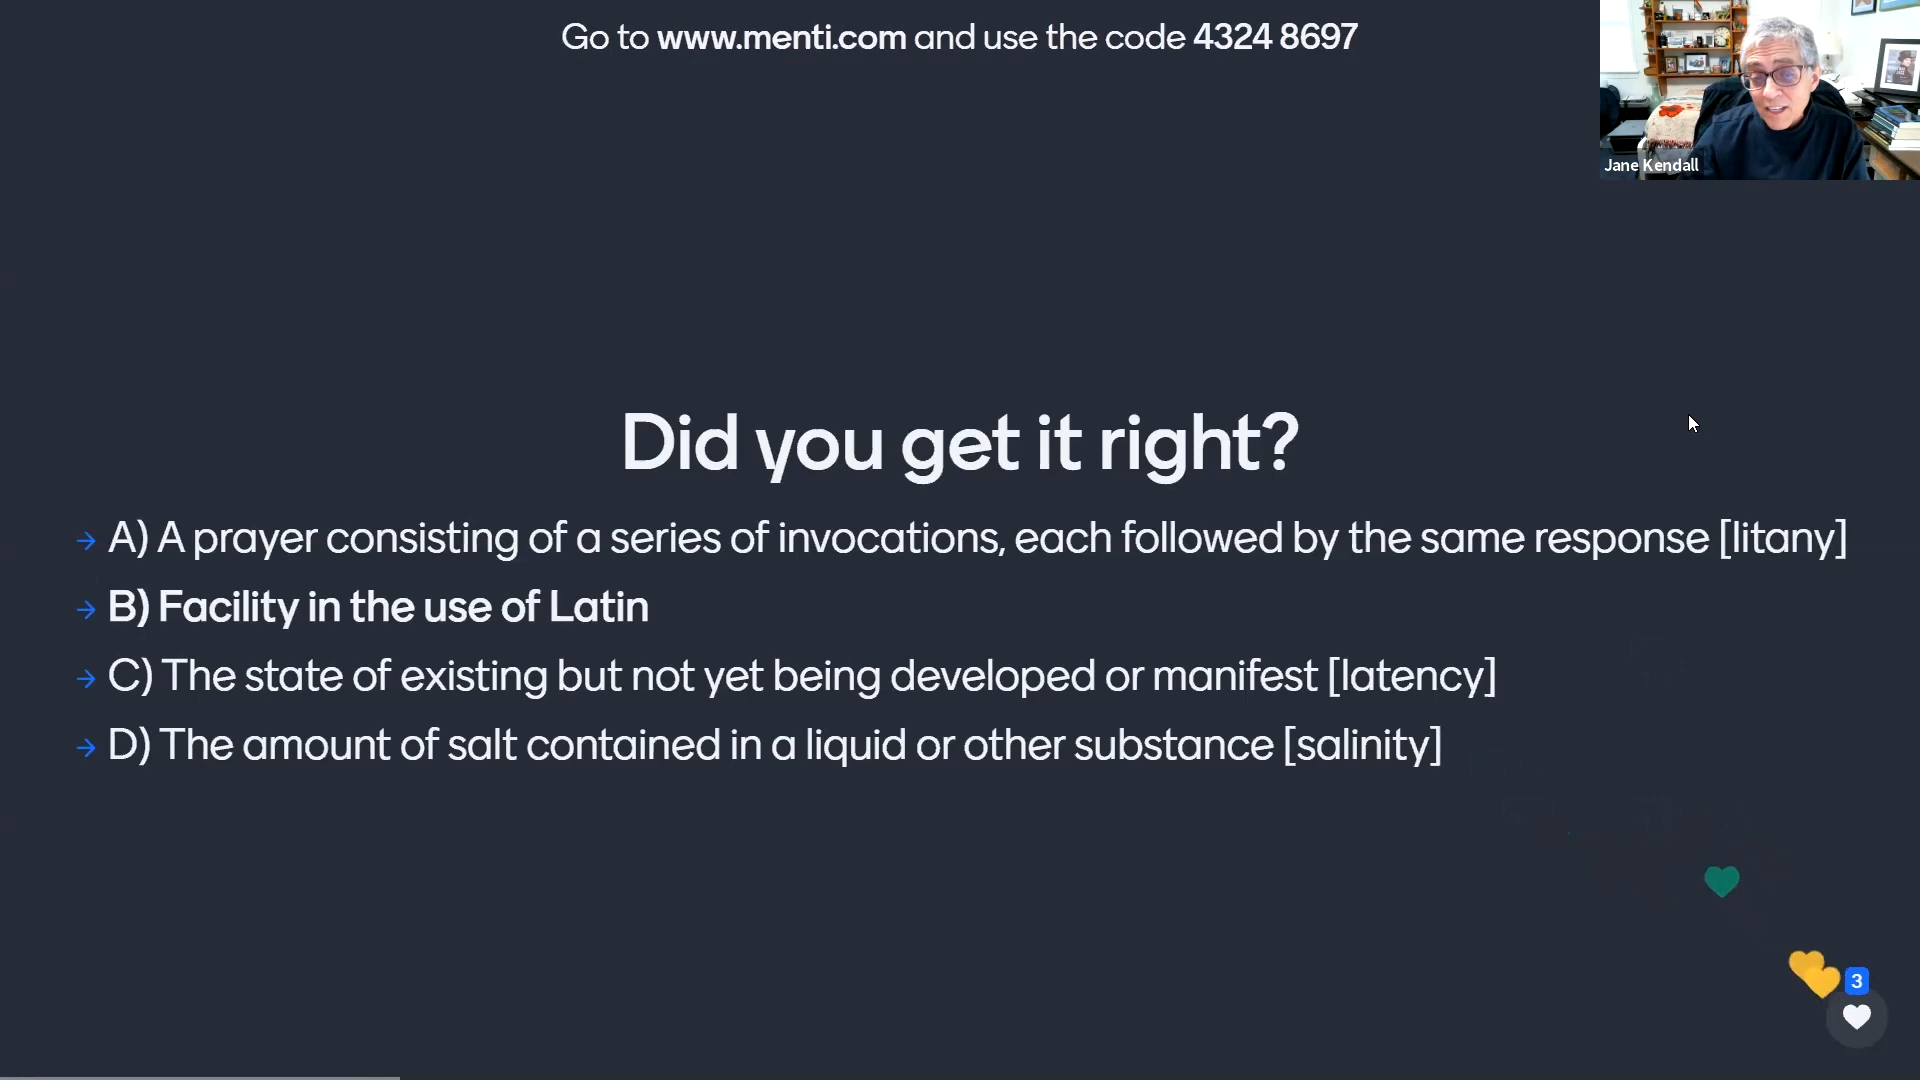 Go to www.menti.com and use the code 4324 8697
Jane Kendall
Did you get it right?
→ A) A prayer consisting of a series of invocations, each followed by the same response [litany]
→ B) Facility in the use of Latin
→ C) The state of existing but not yet being developed or manifest [latency]
→ D) The amount of salt contained in a liquid or other substance [salinity]
3